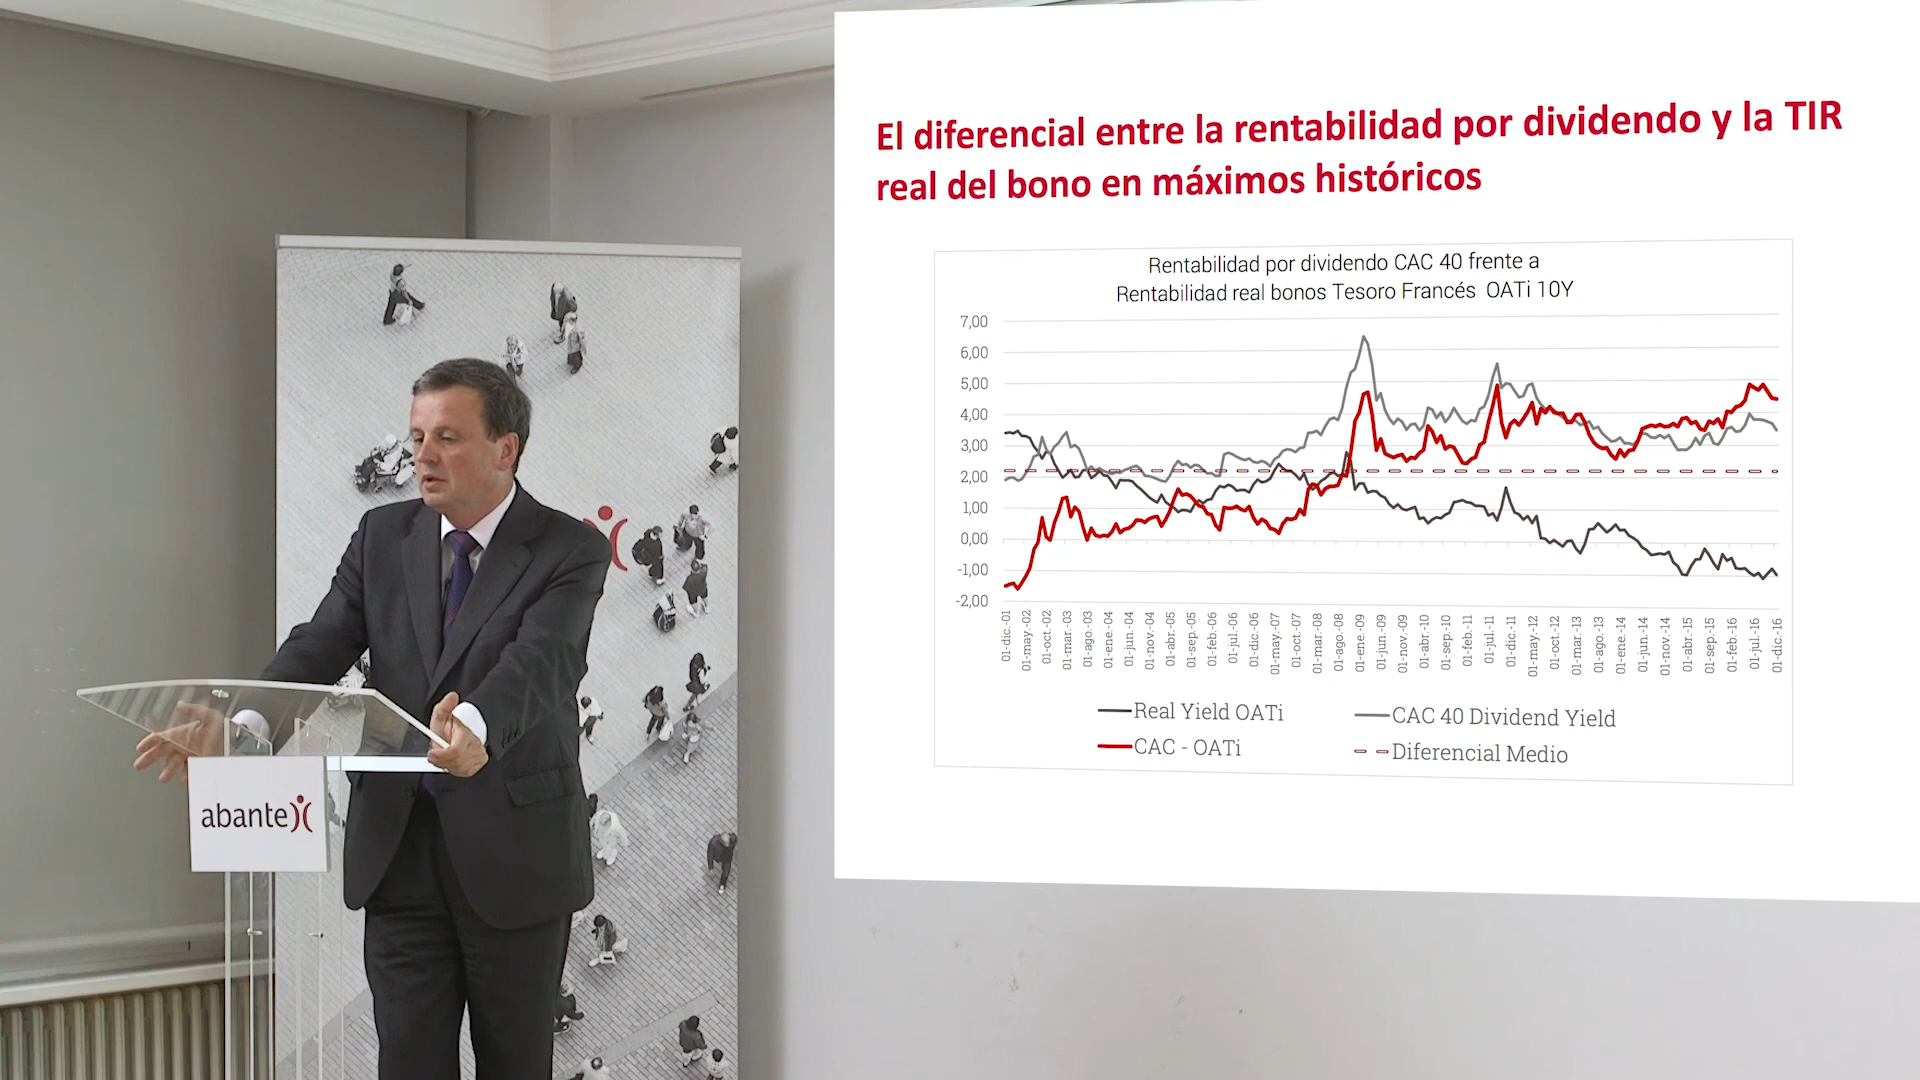 El diferencial entre la rentabilidad por dividendo y la TIR
real del bono en máximos históricos
Rentabilidad por dividendo CAC 40 frente a
Rentabilidad real bonos Tesoro Francés OATi 10Y
7,00
6,00
5,00
4,00
3,00
2,00
1,00
0,00
-1,00
-2,00
01-dic.-01
01-may.-02
01-oct.-02
01-mar.-03
01-ago.-03
01-ene.-04
01-jun.-04
01-nov.-04
01-abr.-05
01-sep.-05
01-feb.-06
01-jul.-06
01-dic.-06
01-may.-07
01-oct.-07
01-mar.-08
01-ago.-08
01-ene.-09
01-jun.-09
01-nov.-09
01-abr.-10
01-sep.-10
01-feb.-11
01-jul.-11
01-dic.-11
01-may.-12
01-oct.-12
01-mar.-13
01-ago.-13
01-ene.-14
01-jun.-14
01-nov.-14
01-abr.-15
01-sep.-15
01-feb.-16
01-jul.-16
01-dic.-16
Real Yield OATi
CAC 40 Dividend Yield
CAC - OATi
Diferencial Medio
abante